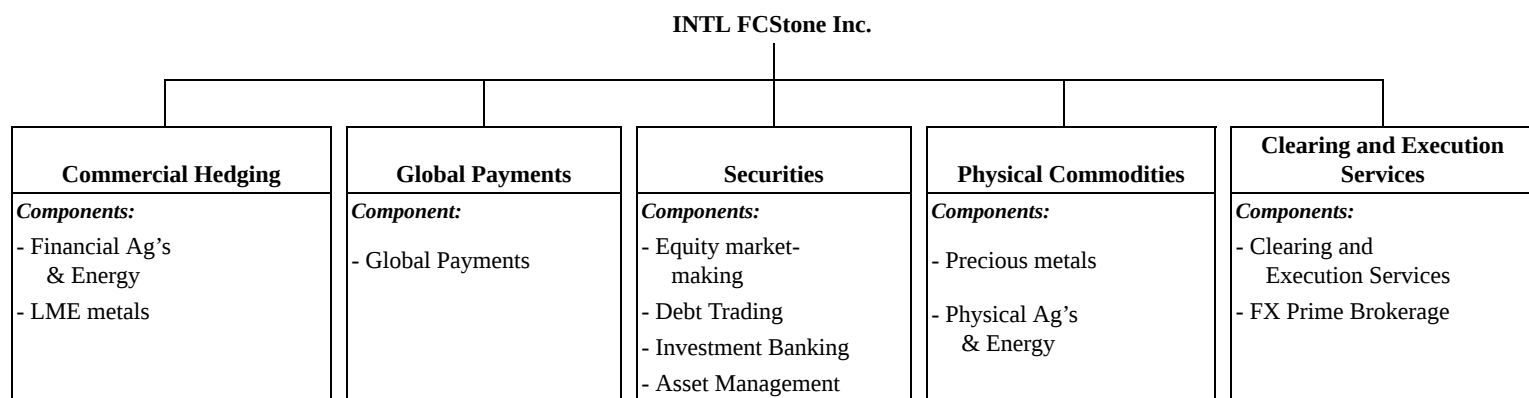 INTL FCStone Inc.
Commercial Hedging
Components:
- Financial Ag’s
& Energy
- LME metals
Global Payments
Component:
- Global Payments
Securities
Components:
- Equity market-
making
- Debt Trading
- Investment Banking
- Asset Management
Physical Commodities
Components:
- Precious metals
- Physical Ag’s
& Energy
Clearing and Execution
Services
Components:
- Clearing and
Execution Services
- FX Prime Brokerage